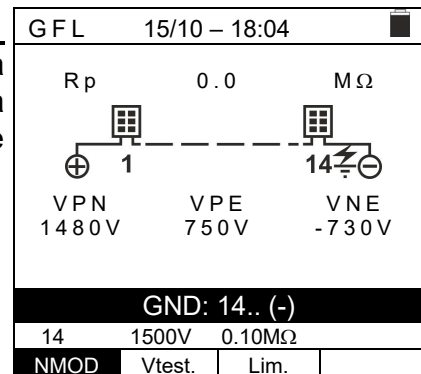 GFL 15/10 – 18:04
Rp 0.0 MΩ
1 14
VPN VPE VNE
1480V 750V -730V
GND: 14.. (-)
14 1500V 0.10MΩ
NMOD Vtest. Lim.